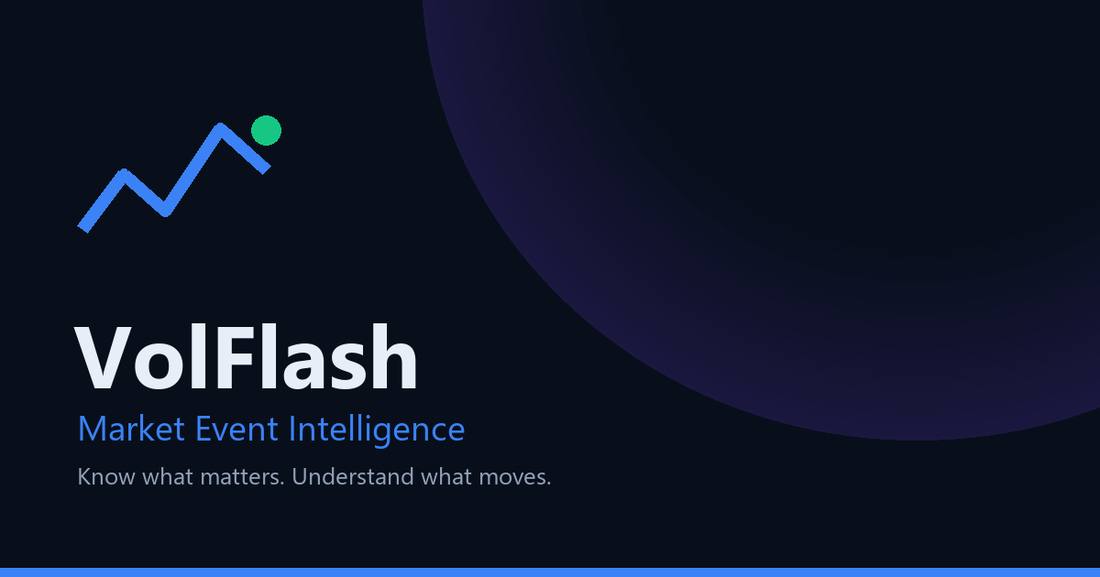 VolFlash
Market Event Intelligence
Know what matters. Understand what moves.